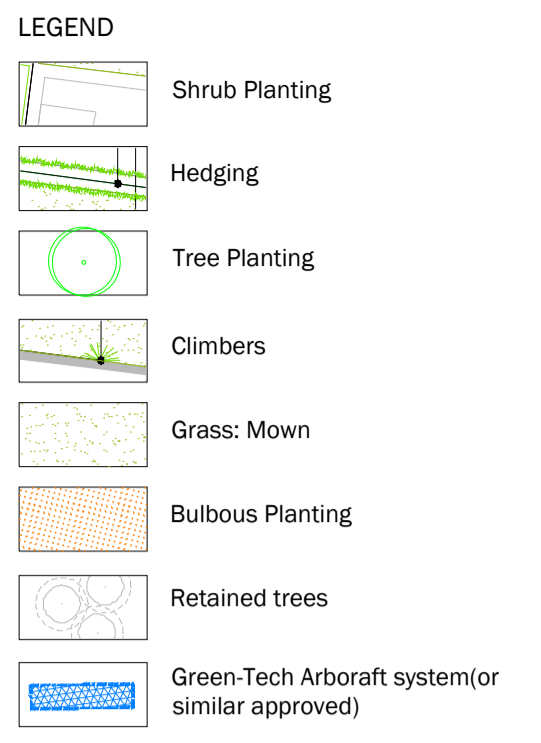 LEGEND
Shrub Planting
Hedging
Tree Planting
Climbers
Grass: Mown
Bulbous Planting
Retained trees
Green-Tech Arboraft system(or
similar approved)